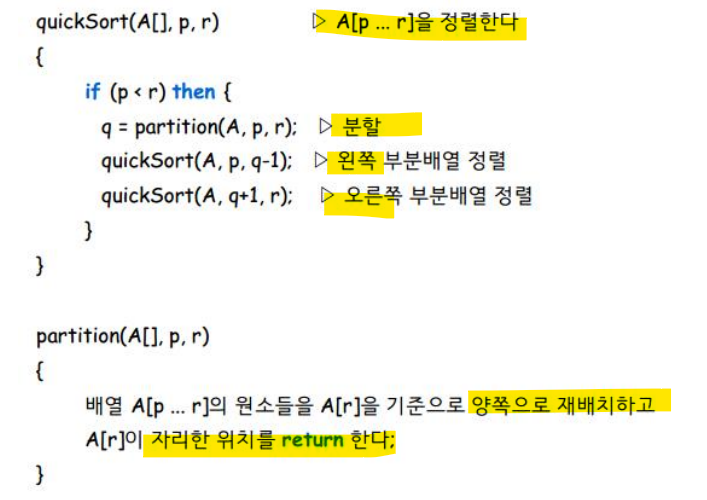 quickSort(A[], p, r) ▷ A[p ... r]을 정렬한다
{
if (p < r) then {
q = partition(A, p, r); ▷ 분할
quickSort(A, p, q-1); ▷ 왼쪽 부분배열 정렬
quickSort(A, q+1, r); ▷ 오른쪽 부분배열 정렬
}
}
partition(A[], p, r)
{
배열 A[p ... r]의 원소들을 A[r]을 기준으로 양쪽으로 재배치하고
A[r]이 자리한 위치를 return 한다;
}